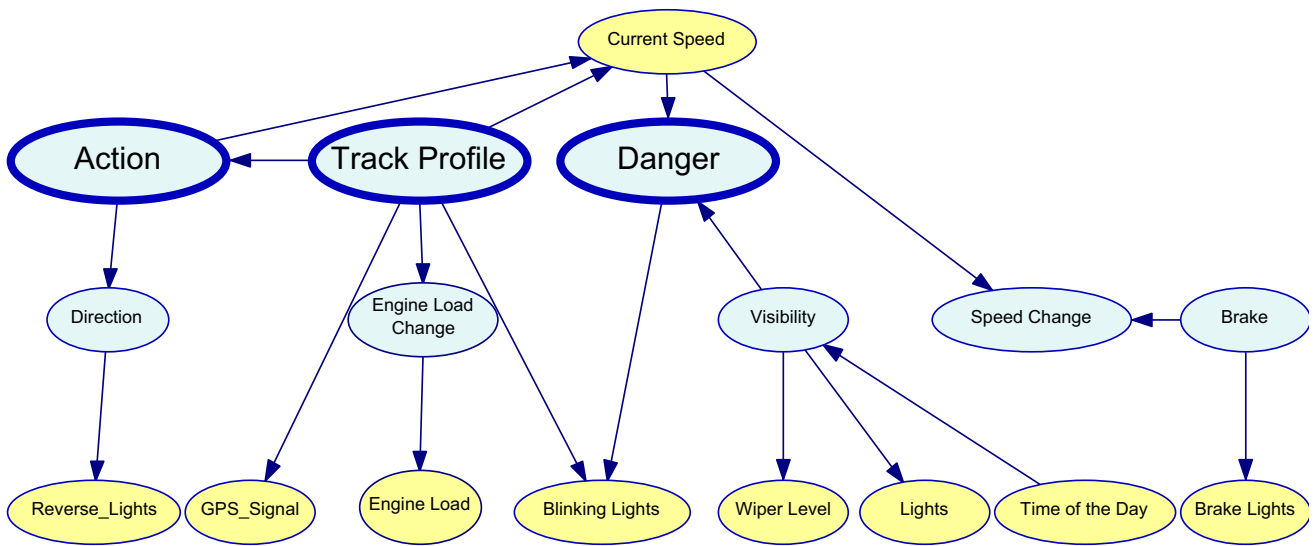 Current Speed
Action
Track Profile
Danger
Direction
Engine Load
Change
Visibility
Speed Change
Brake
Reverse_Lights
GPS_Signal
Engine Load
Blinking Lights
Wiper Level
Lights
Time of the Day
Brake Lights